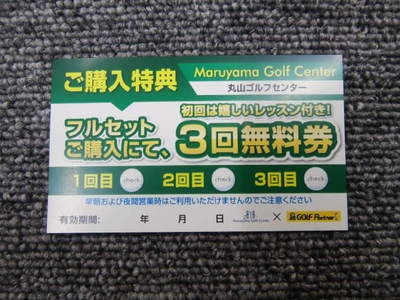 ご購入特典
Maruyama Golf Center
丸山ゴルフセンター
初回は嬉しいレッスン付き!
フルセット
ご購入にて、
3回無料券
1回目 check 2回目 check 3回目 check
早朝および夜間営業時はご利用いただけませんのでご注意ください
有効期間: 年 月 日
Maruyama Golf Center × GOLF Partner